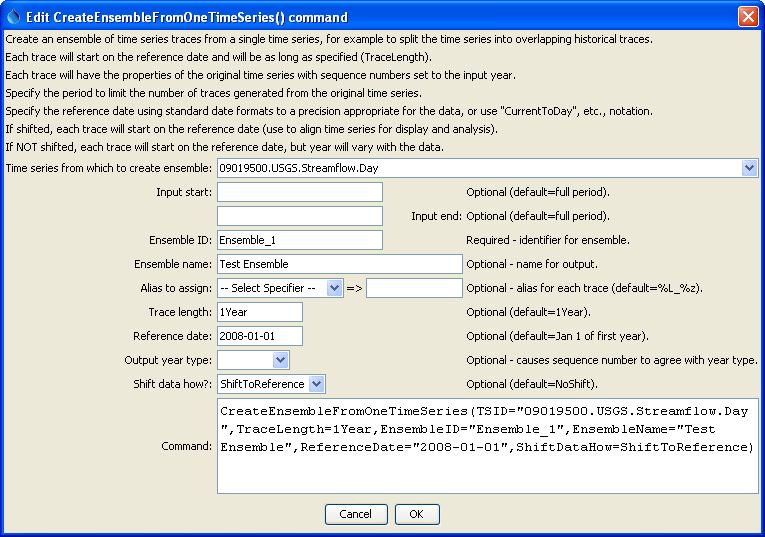 Edit CreateEnsembleFromOneTimeSeries() command
Create an ensemble of time series traces from a single time series, for example to split the time series into overlapping historical traces.
Each trace will start on the reference date and will be as long as specified (TraceLength).
Each trace will have the properties of the original time series with sequence numbers set to the input year.
Specify the period to limit the number of traces generated from the original time series.
Specify the reference date using standard date formats to a precision appropriate for the data, or use "CurrentToDay", etc., notation.
If shifted, each trace will start on the reference date (use to align time series for display and analysis).
If NOT shifted, each trace will start on the reference date, but year will vary with the data.
Time series from which to create ensemble: 09019500.USGS.Streamflow.Day
Input start: Optional (default=full period).
Input end: Optional (default=full period).
Ensemble ID: Ensemble_1 Required - identifier for ensemble.
Ensemble name: Test Ensemble Optional - name for output.
Alias to assign: -- Select Specifier -- => Optional - alias for each trace (default=%L_%z).
Trace length: 1Year Optional (default=1Year).
Reference date: 2008-01-01 Optional (default=Jan 1 of first year).
Output year type: Optional - causes sequence number to agree with year type.
Shift data how?: ShiftToReference Optional (default=NoShift).
CreateEnsembleFromOneTimeSeries(TSID="09019500.USGS.Streamflow.Day
",TraceLength=1Year,EnsembleID="Ensemble_1",EnsembleName="Test
Command: Ensemble",ReferenceDate="2008-01-01",ShiftDataHow=ShiftToReference)
Cancel OK